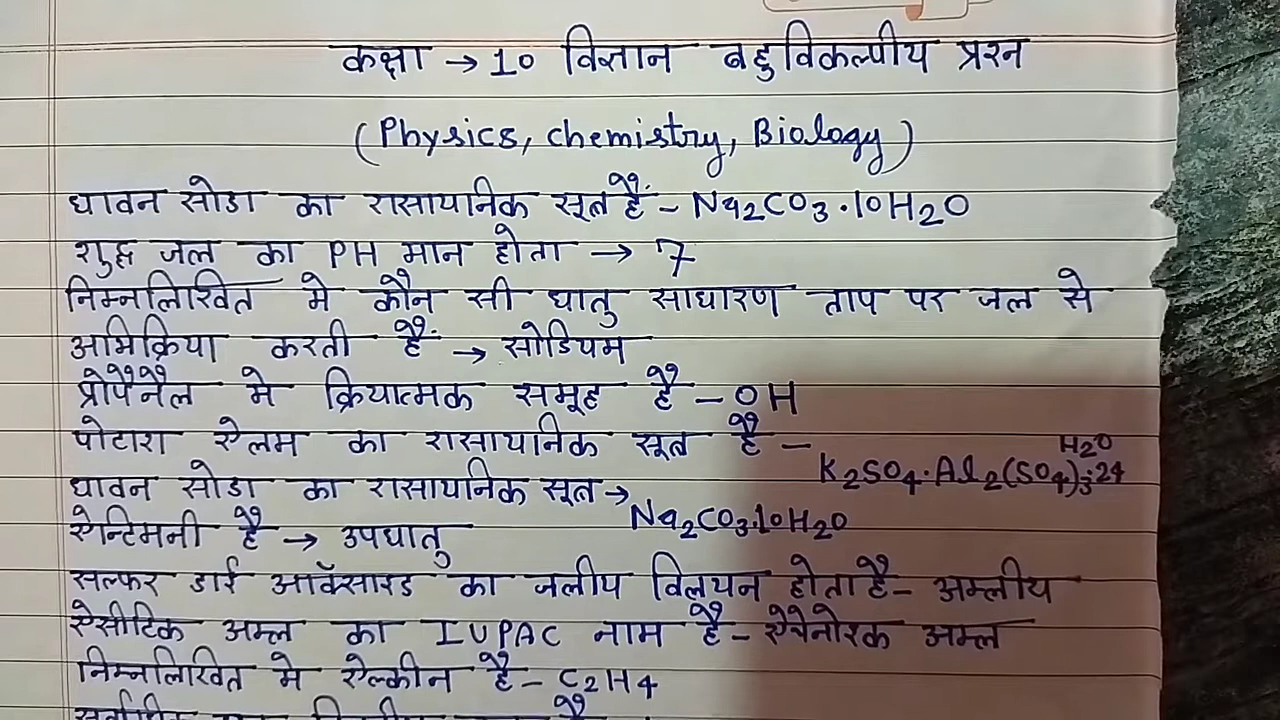 कक्षा → 10 विज्ञान बहुविकल्पीय प्रश्न
(Physics, chemistry, Biology)
धावन सोडा का रासायनिक सूत्र है - Na2CO3.10H2O
शुद्ध जल का PH मान होता → 7
निम्नलिखित मे कौन सी धातु साधारण ताप पर जल से
अभिक्रिया करती है → सोडियम
प्रोपेनॅल मे क्रियात्मक समूह है - OH
पोटाश ऐलम का रासायनिक सूत्र है - K2SO4.Al2(SO4)3:24 H2O
धावन सोडा का रासायनिक सूत्र → Na2CO3.10H2O
ऐन्टिमनी है → उपधातु
सल्फर डाई ऑक्साइड का जलीय विलयन होता है - अम्लीय
ऐसीटिक अम्ल का IUPAC नाम है - ऐथेनोइक अम्ल
निम्नलिखित मे ऐल्कीन है - C2H4